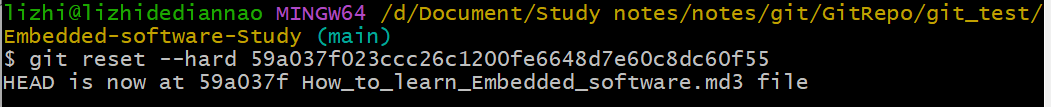 lizhi@lizhidediannao MINGW64 /d/Document/Study notes/notes/git/GitRepo/git_test/
Embedded-software-Study (main)
$ git reset --hard 59a037f023ccc26c1200fe6648d7e60c8dc60f55
HEAD is now at 59a037f How_to_learn_Embedded_software.md3 file